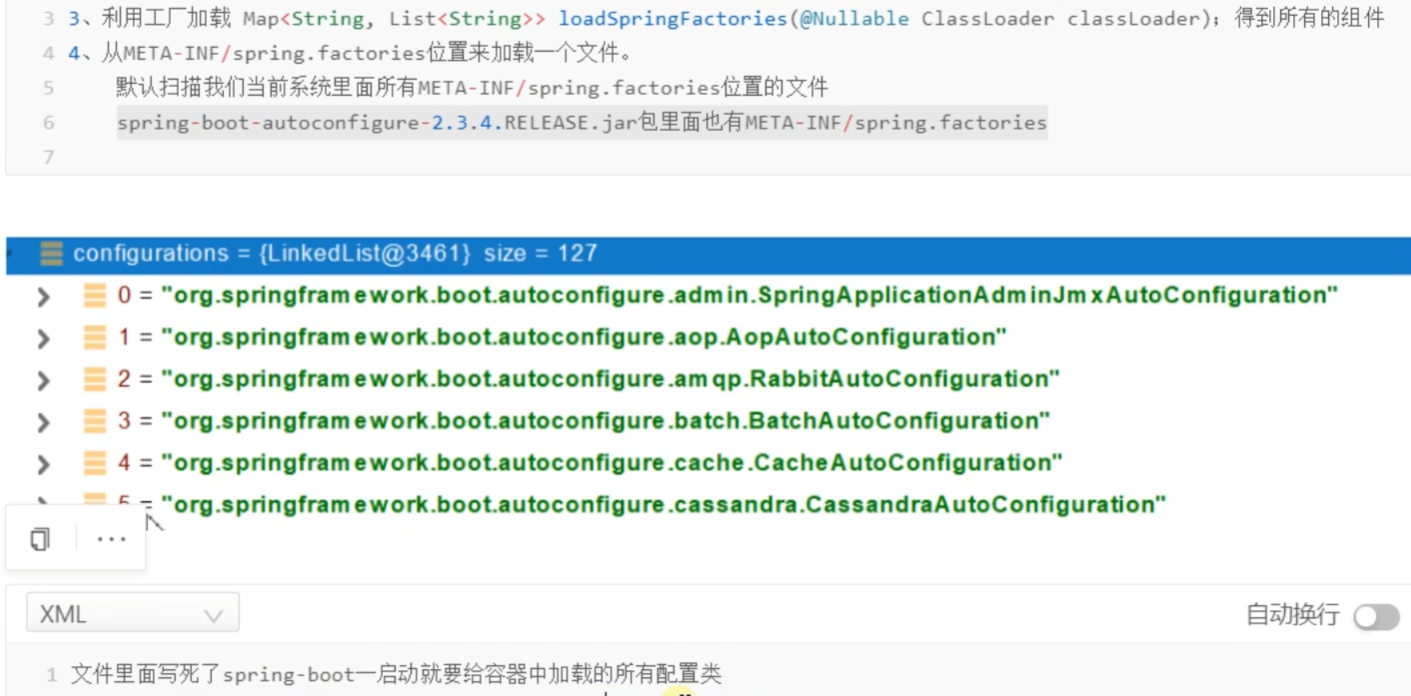 3 3、利用工厂加载 Map<String, List<String>> loadSpringFactories(@Nullable ClassLoader classLoader); 得到所有的组件
4 4、从META-INF/spring.factories位置来加载一个文件。
5 默认扫描我们当前系统里面所有META-INF/spring.factories位置的文件
6 spring-boot-autoconfigure-2.3.4.RELEASE.jar包里面也有META-INF/spring.factories
7
configurations = {LinkedList@3461} size = 127
0 = "org.springframework.boot.autoconfigure.admin.SpringApplicationAdminJmxAutoConfiguration"
1 = "org.springframework.boot.autoconfigure.aop.AopAutoConfiguration"
2 = "org.springframework.boot.autoconfigure.amqp.RabbitAutoConfiguration"
3 = "org.springframework.boot.autoconfigure.batch.BatchAutoConfiguration"
4 = "org.springframework.boot.autoconfigure.cache.CacheAutoConfiguration"
5 = "org.springframework.boot.autoconfigure.cassandra.CassandraAutoConfiguration"
XML 自动换行
1 文件里面写死了spring-boot一启动就要给容器中加载的所有配置类